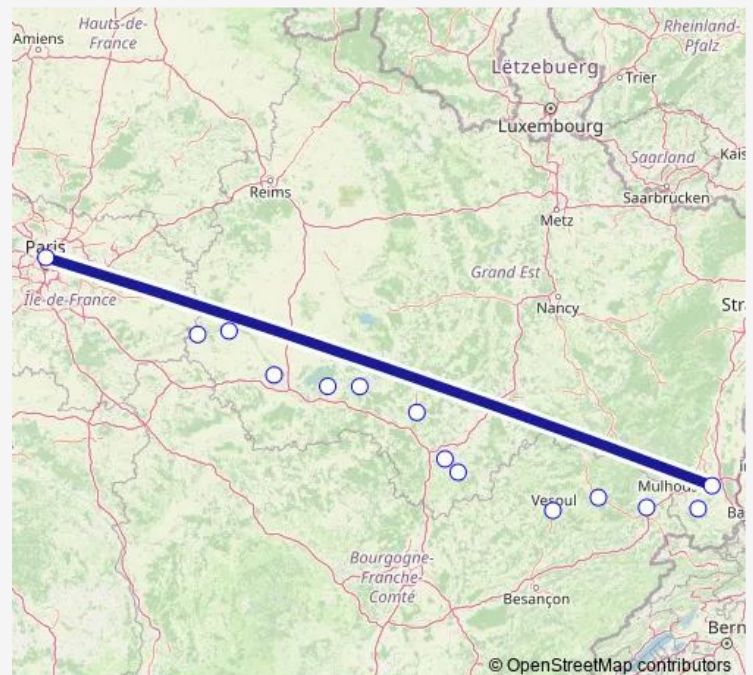 Hauts-de-
France
Amiens
Rheinland-
Pfalz
Lëtzebuerg
Trier
Luxembourg
Saarland
Kais
Reims
Saarbrucken
Metz
Paris
Grand Est
Île-de-France
Nancy
Str
Mulhou
Vesoul
Ba
Bourgogne-
Franche-
Comté
Besançon
Bern
© OpenStreetMap contributors